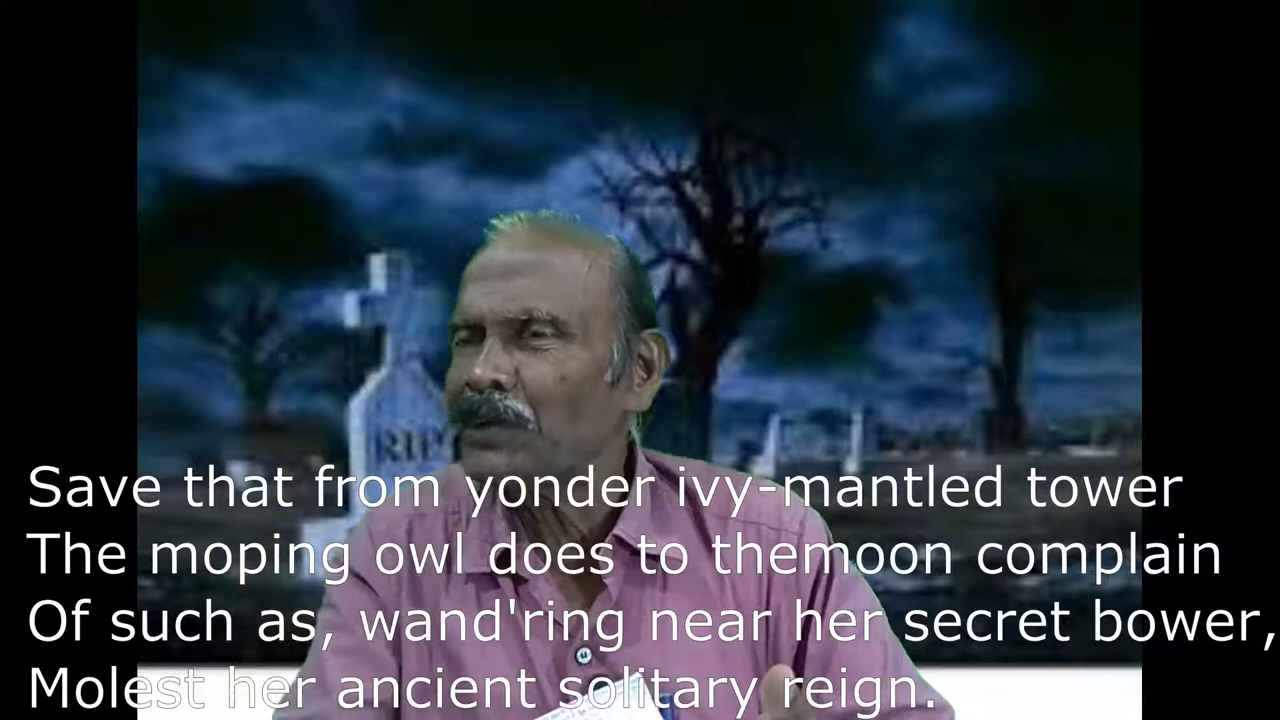 RIP
Save that from yonder ivy-mantled tower
The moping owl does to themoon complain
Of such as, wand'ring near her secret bower,
Molest her ancient solitary reign.